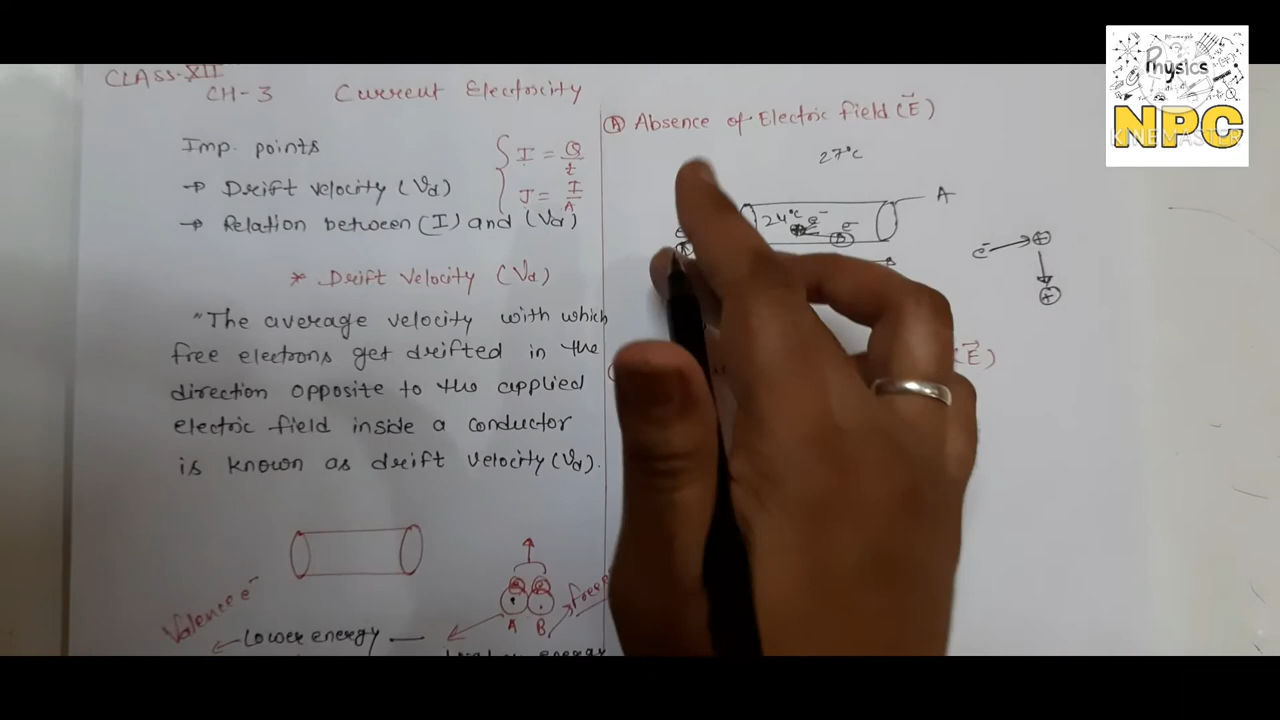 CLASS-XII
CH-3 Current Electricity
Imp. points
→ Drift velocity (Vd)
I = Q/t
J = I/A
→ Relation between (I) and (Vd)
* Drift Velocity (Vd)
"The average velocity with which
free electrons get drifted in the
direction opposite to the applied
electric field inside a conductor
is known as drift velocity (Vd).
Valence e-
Lower energy
A B
free
energy
(A) Absence of Electric field (E)
27°C
A
24°C e- e-
e- +
+
(E)
Physics
NPC
KINEMASTER